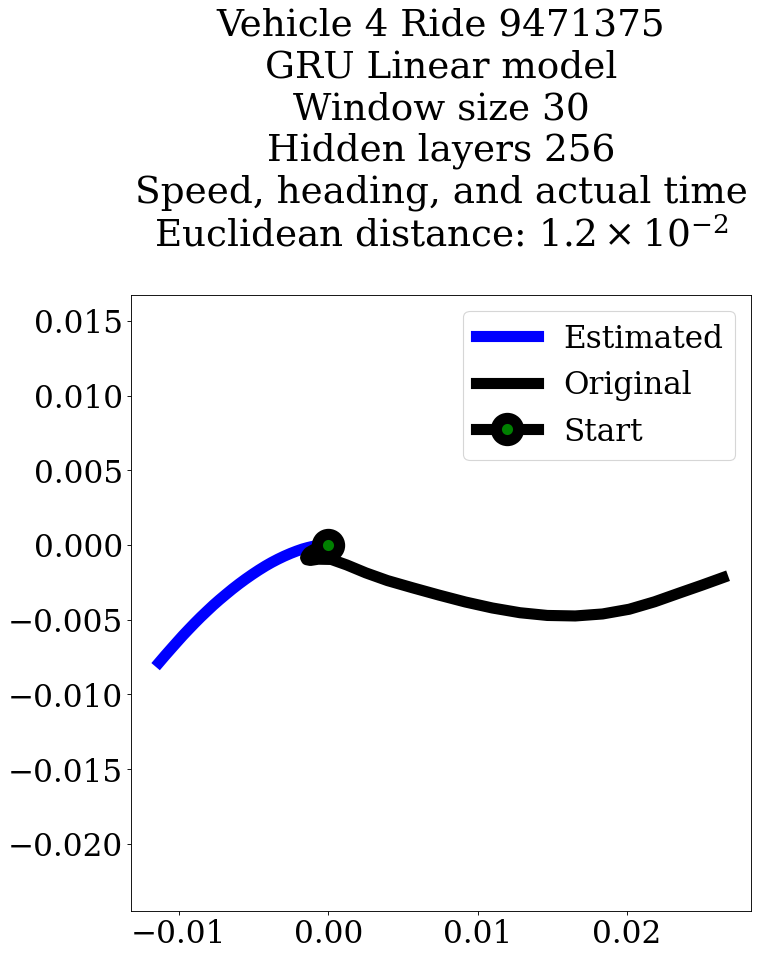 Vehicle 4 Ride 9471375
GRU Linear model
Window size 30
Hidden layers 256
Speed, heading, and actual time
Euclidean distance: 1.2 × 10⁻²
Estimated
Original
Start
0.015
0.010
0.005
0.000
−0.005
−0.010
−0.015
−0.020
−0.01 0.00 0.01 0.02